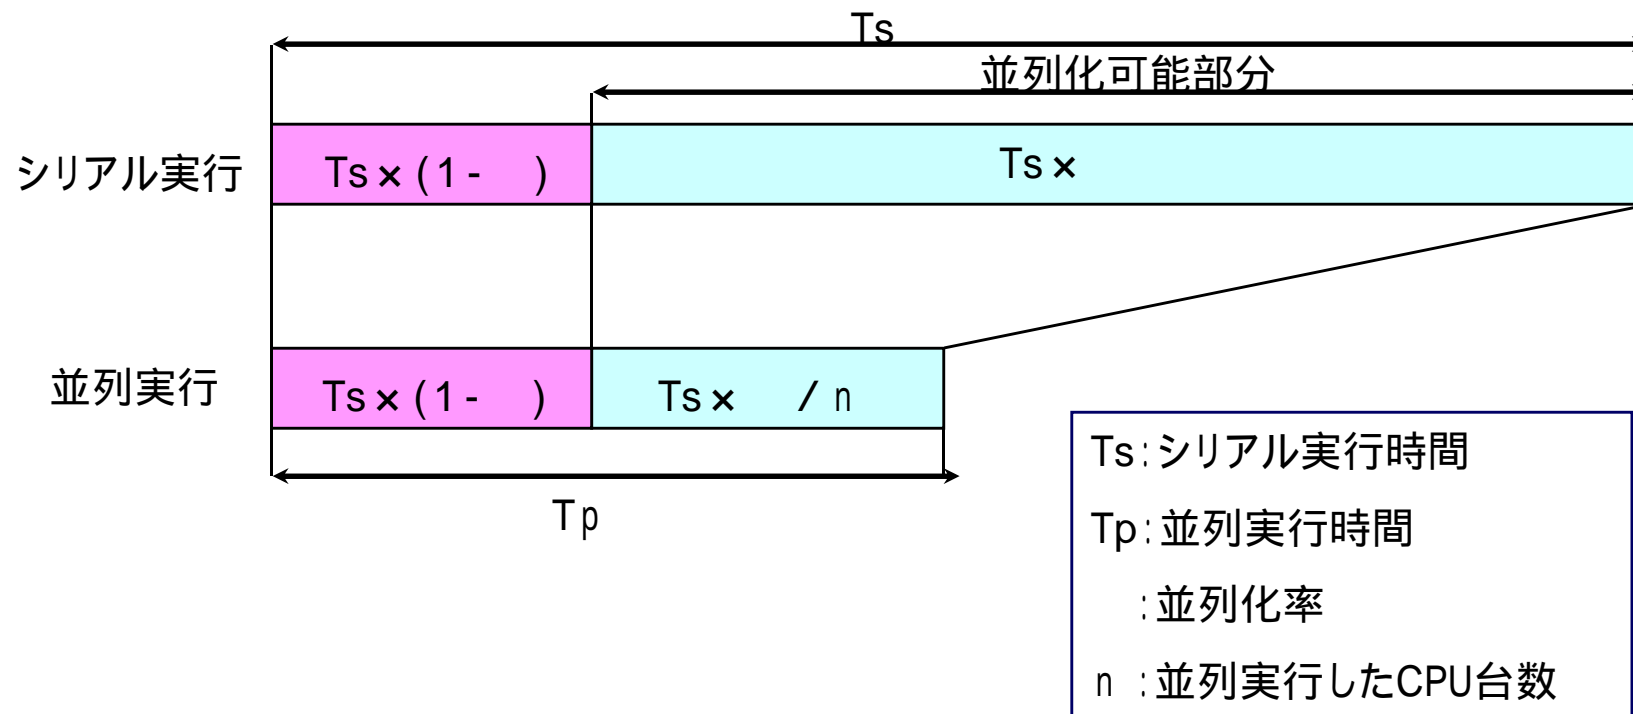 Ts
並列化可能部分
シリアル実行
Ts×(1-　)
Ts×
並列実行
Ts×(1-　)
Ts×　/n
Tp
Ts:シリアル実行時間
Tp:並列実行時間
:並列化率
n :並列実行したCPU台数